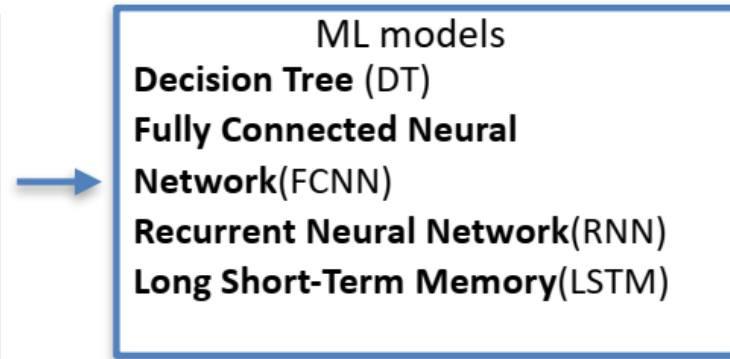 ML models
Decision Tree (DT)
Fully Connected Neural
Network(FCNN)
Recurrent Neural Network(RNN)
Long Short-Term Memory(LSTM)